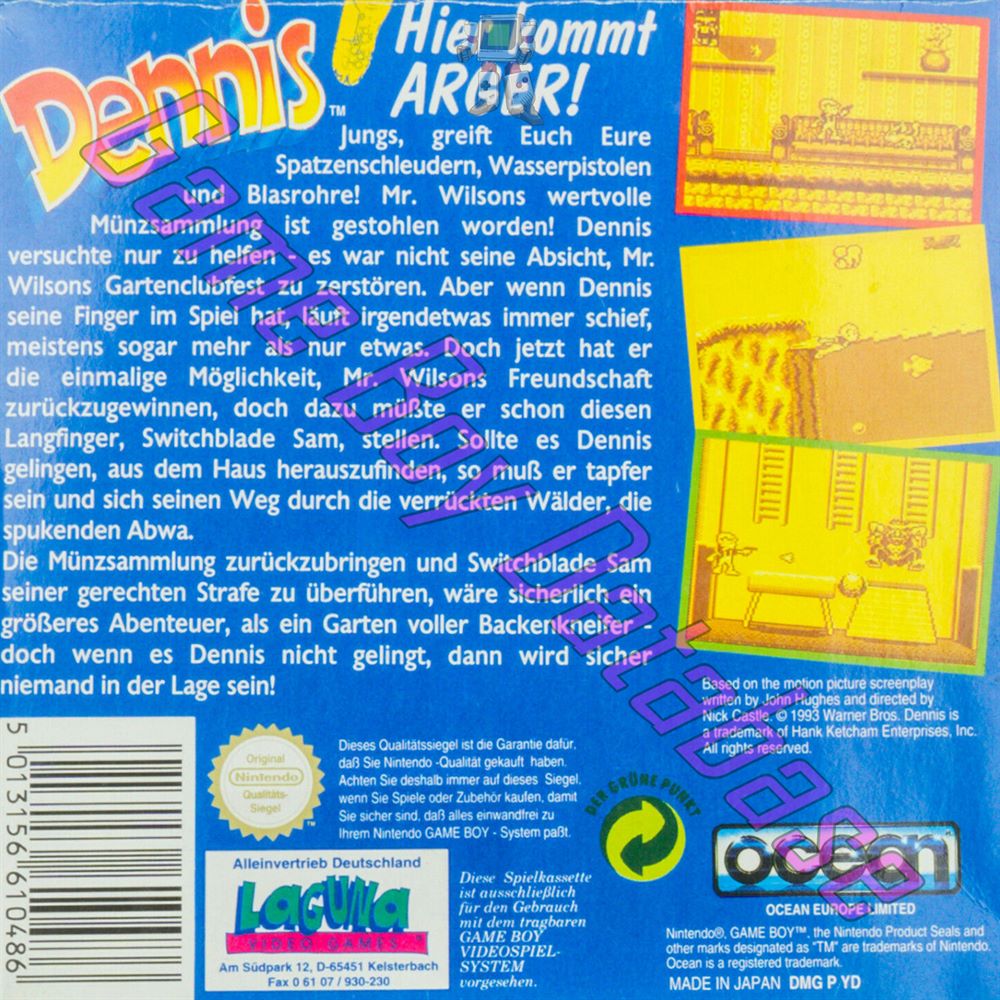 Dennis!™
Hier kommt
ARGER!
Jungs, greift Euch Eure
Spatzenschleudern, Wasserpistolen
und Blasrohre! Mr. Wilsons wertvolle
Münzsammlung ist gestohlen worden! Dennis
versuchte nur zu helfen - es war nicht seine Absicht, Mr.
Wilsons Gartenclubfest zu zerstören. Aber wenn Dennis
seine Finger im Spiel hat, läuft irgendetwas immer schief,
meistens sogar mehr als nur etwas. Doch jetzt hat er
die einmalige Möglichkeit, Mr. Wilsons Freundschaft
zurückzugewinnen, doch dazu müßte er schon diesen
Langfinger, Switchblade Sam, stellen. Sollte es Dennis
gelingen, aus dem Haus herauszufinden, so muß er tapfer
sein und sich seinen Weg durch die verrückten Wälder, die
spukenden Abwa.
Die Münzsammlung zurückzubringen und Switchblade Sam
seiner gerechten Strafe zu überführen, wäre sicherlich ein
größeres Abenteuer, als ein Garten voller Backenkneifer -
doch wenn es Dennis nicht gelingt, dann wird sicher
niemand in der Lage sein!
Game Boy Database
Based on the motion picture screenplay
written by John Hughes and directed by
Nick Castle. © 1993 Warner Bros. Dennis is
a trademark of Hank Ketcham Enterprises, Inc.
All rights reserved.
5 013156 610486
Original
Nintendo
Qualitäts-
Siegel
™
Dieses Qualitätssiegel ist die Garantie dafür,
daß Sie Nintendo -Qualität gekauft haben.
Achten Sie deshalb immer auf dieses Siegel,
wenn Sie Spiele oder Zubehör kaufen, damit
Sie sicher sind, daß alles einwandfrei zu
Ihrem Nintendo GAME BOY - System paßt.
DER GRÜNE PUNKT
Alleinvertrieb Deutschland
LAGUNA
VIDEO GAMES
Am Südpark 12, D-65451 Kelsterbach
Fax 0 61 07 / 930-230
Diese Spielkassette
ist ausschließlich
für den Gebrauch
mit dem tragbaren
GAME BOY
VIDEOSPIEL-
SYSTEM
vorgesehen.
ocean
OCEAN EUROPE LIMITED
Nintendo®, GAME BOY™, the Nintendo Product Seals and
other marks designated as "TM" are trademarks of Nintendo.
Ocean is a registered trademark.
MADE IN JAPAN DMG P YD